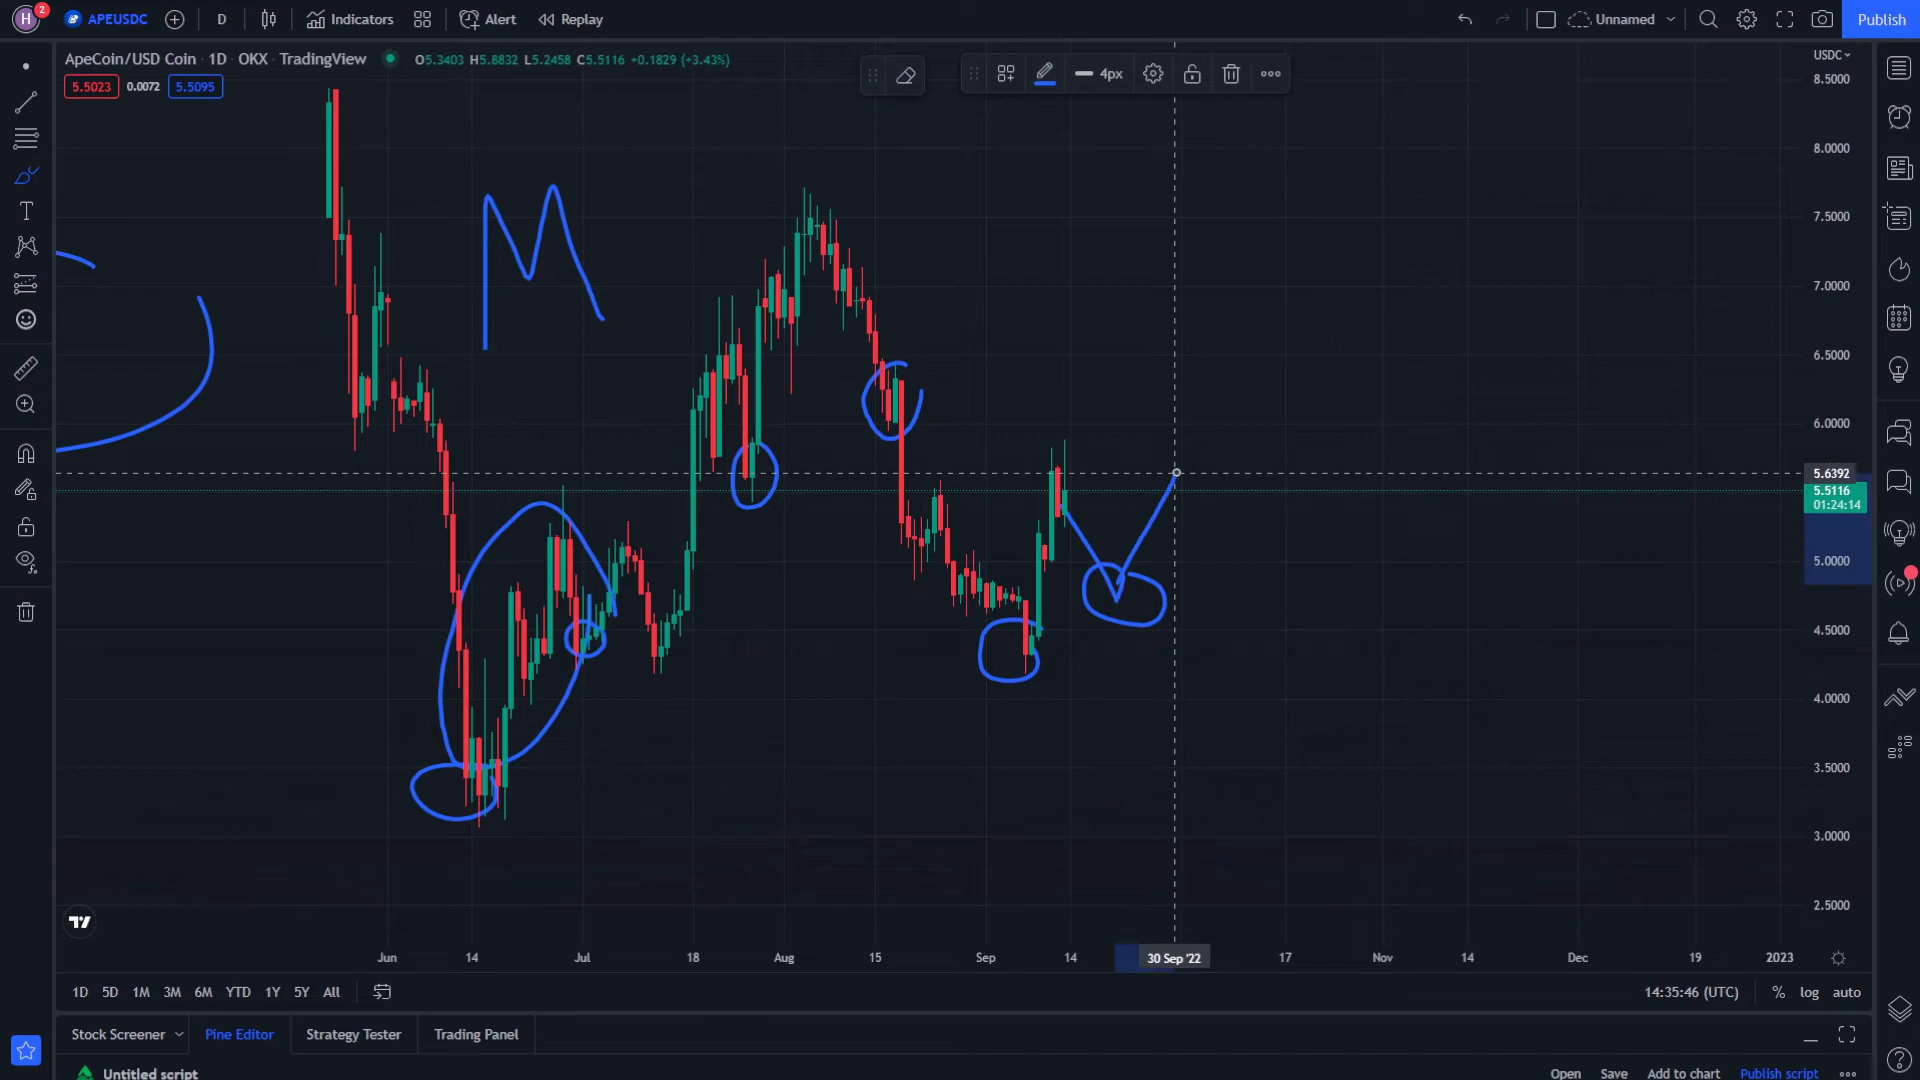 H 2 APEUSDC D Indicators Alert Replay Unnamed Publish
ApeCoin/USD Coin · 1D · OKX · TradingView O5.3403 H5.8832 L5.2458 C5.5116 +0.1829 (+3.43%)
5.5023 0.0072 5.5095
4px
USDC
8.5000
8.0000
7.5000
7.0000
6.5000
6.0000
5.6392
5.5116
01:24:14
5.0000
4.5000
4.0000
3.5000
3.0000
2.5000
M
Jun 14 Jul 18 Aug 15 Sep 14 30 Sep '22 17 Nov 14 Dec 19 2023
1D 5D 1M 3M 6M YTD 1Y 5Y All 14:35:46 (UTC) % log auto
Stock Screener Pine Editor Strategy Tester Trading Panel
Untitled script Open Save Add to chart Publish script